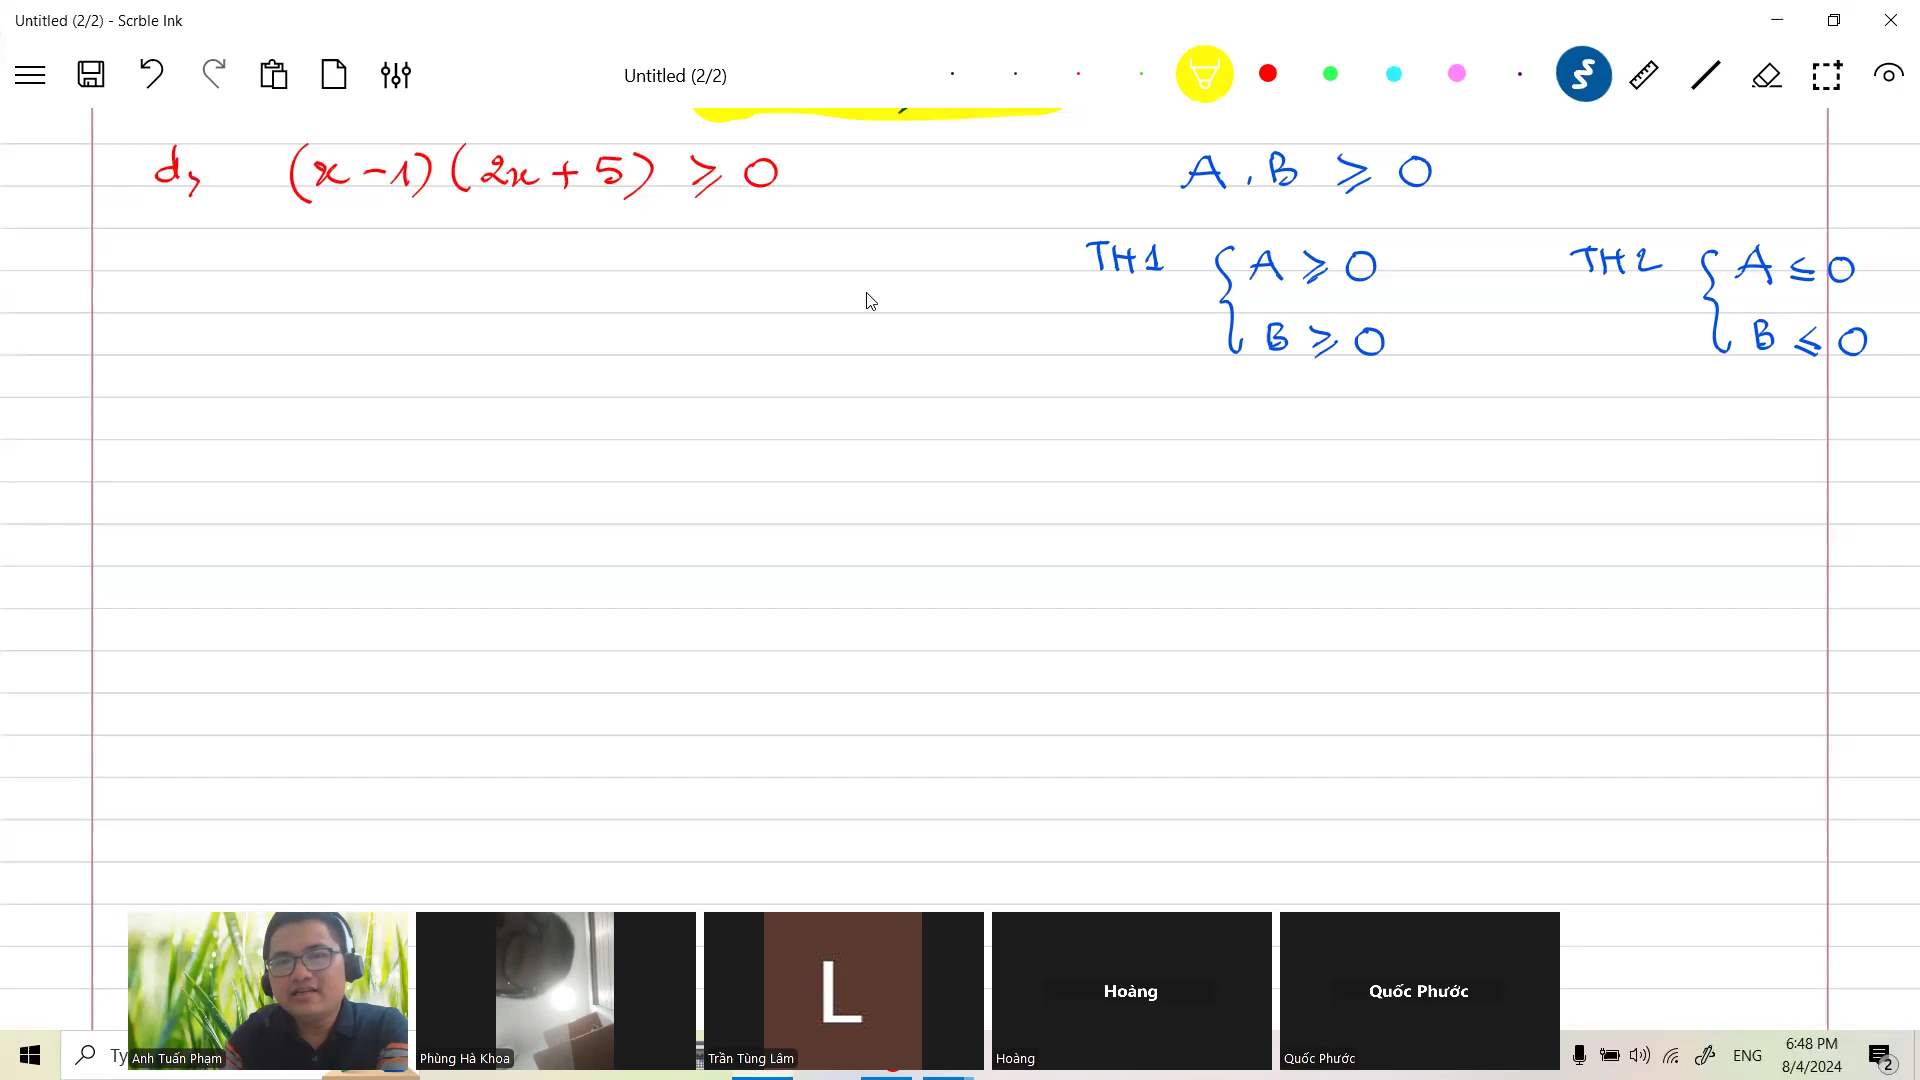 Untitled (2/2) - Scrble Ink
Untitled (2/2)
d, (x - 1)(2x + 5) ⩾ 0
A . B ⩾ 0
TH1 { A ⩾ 0
B ⩾ 0
TH2 { A ≤ 0
B ≤ 0
L
Hoàng
Quốc Phước
Anh Tuấn Phạm
Phùng Hà Khoa
Trần Tùng Lâm
Hoàng
Quốc Phước
Ty
ENG
6:48 PM
8/4/2024
2